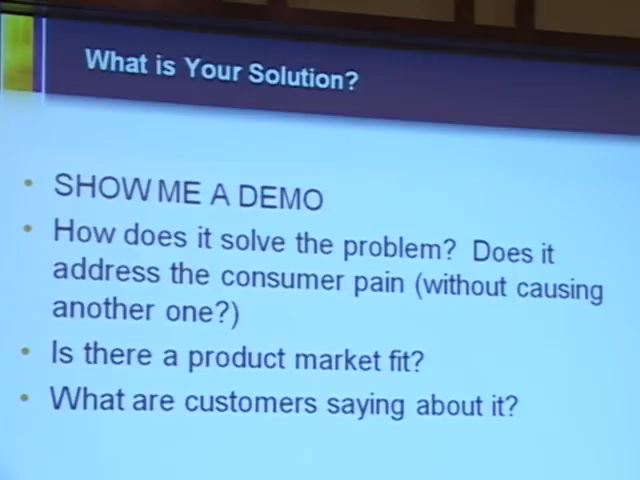 What is Your Solution?
• SHOW ME A DEMO
• How does it solve the problem? Does it
address the consumer pain (without causing
another one?)
• Is there a product market fit?
• What are customers saying about it?